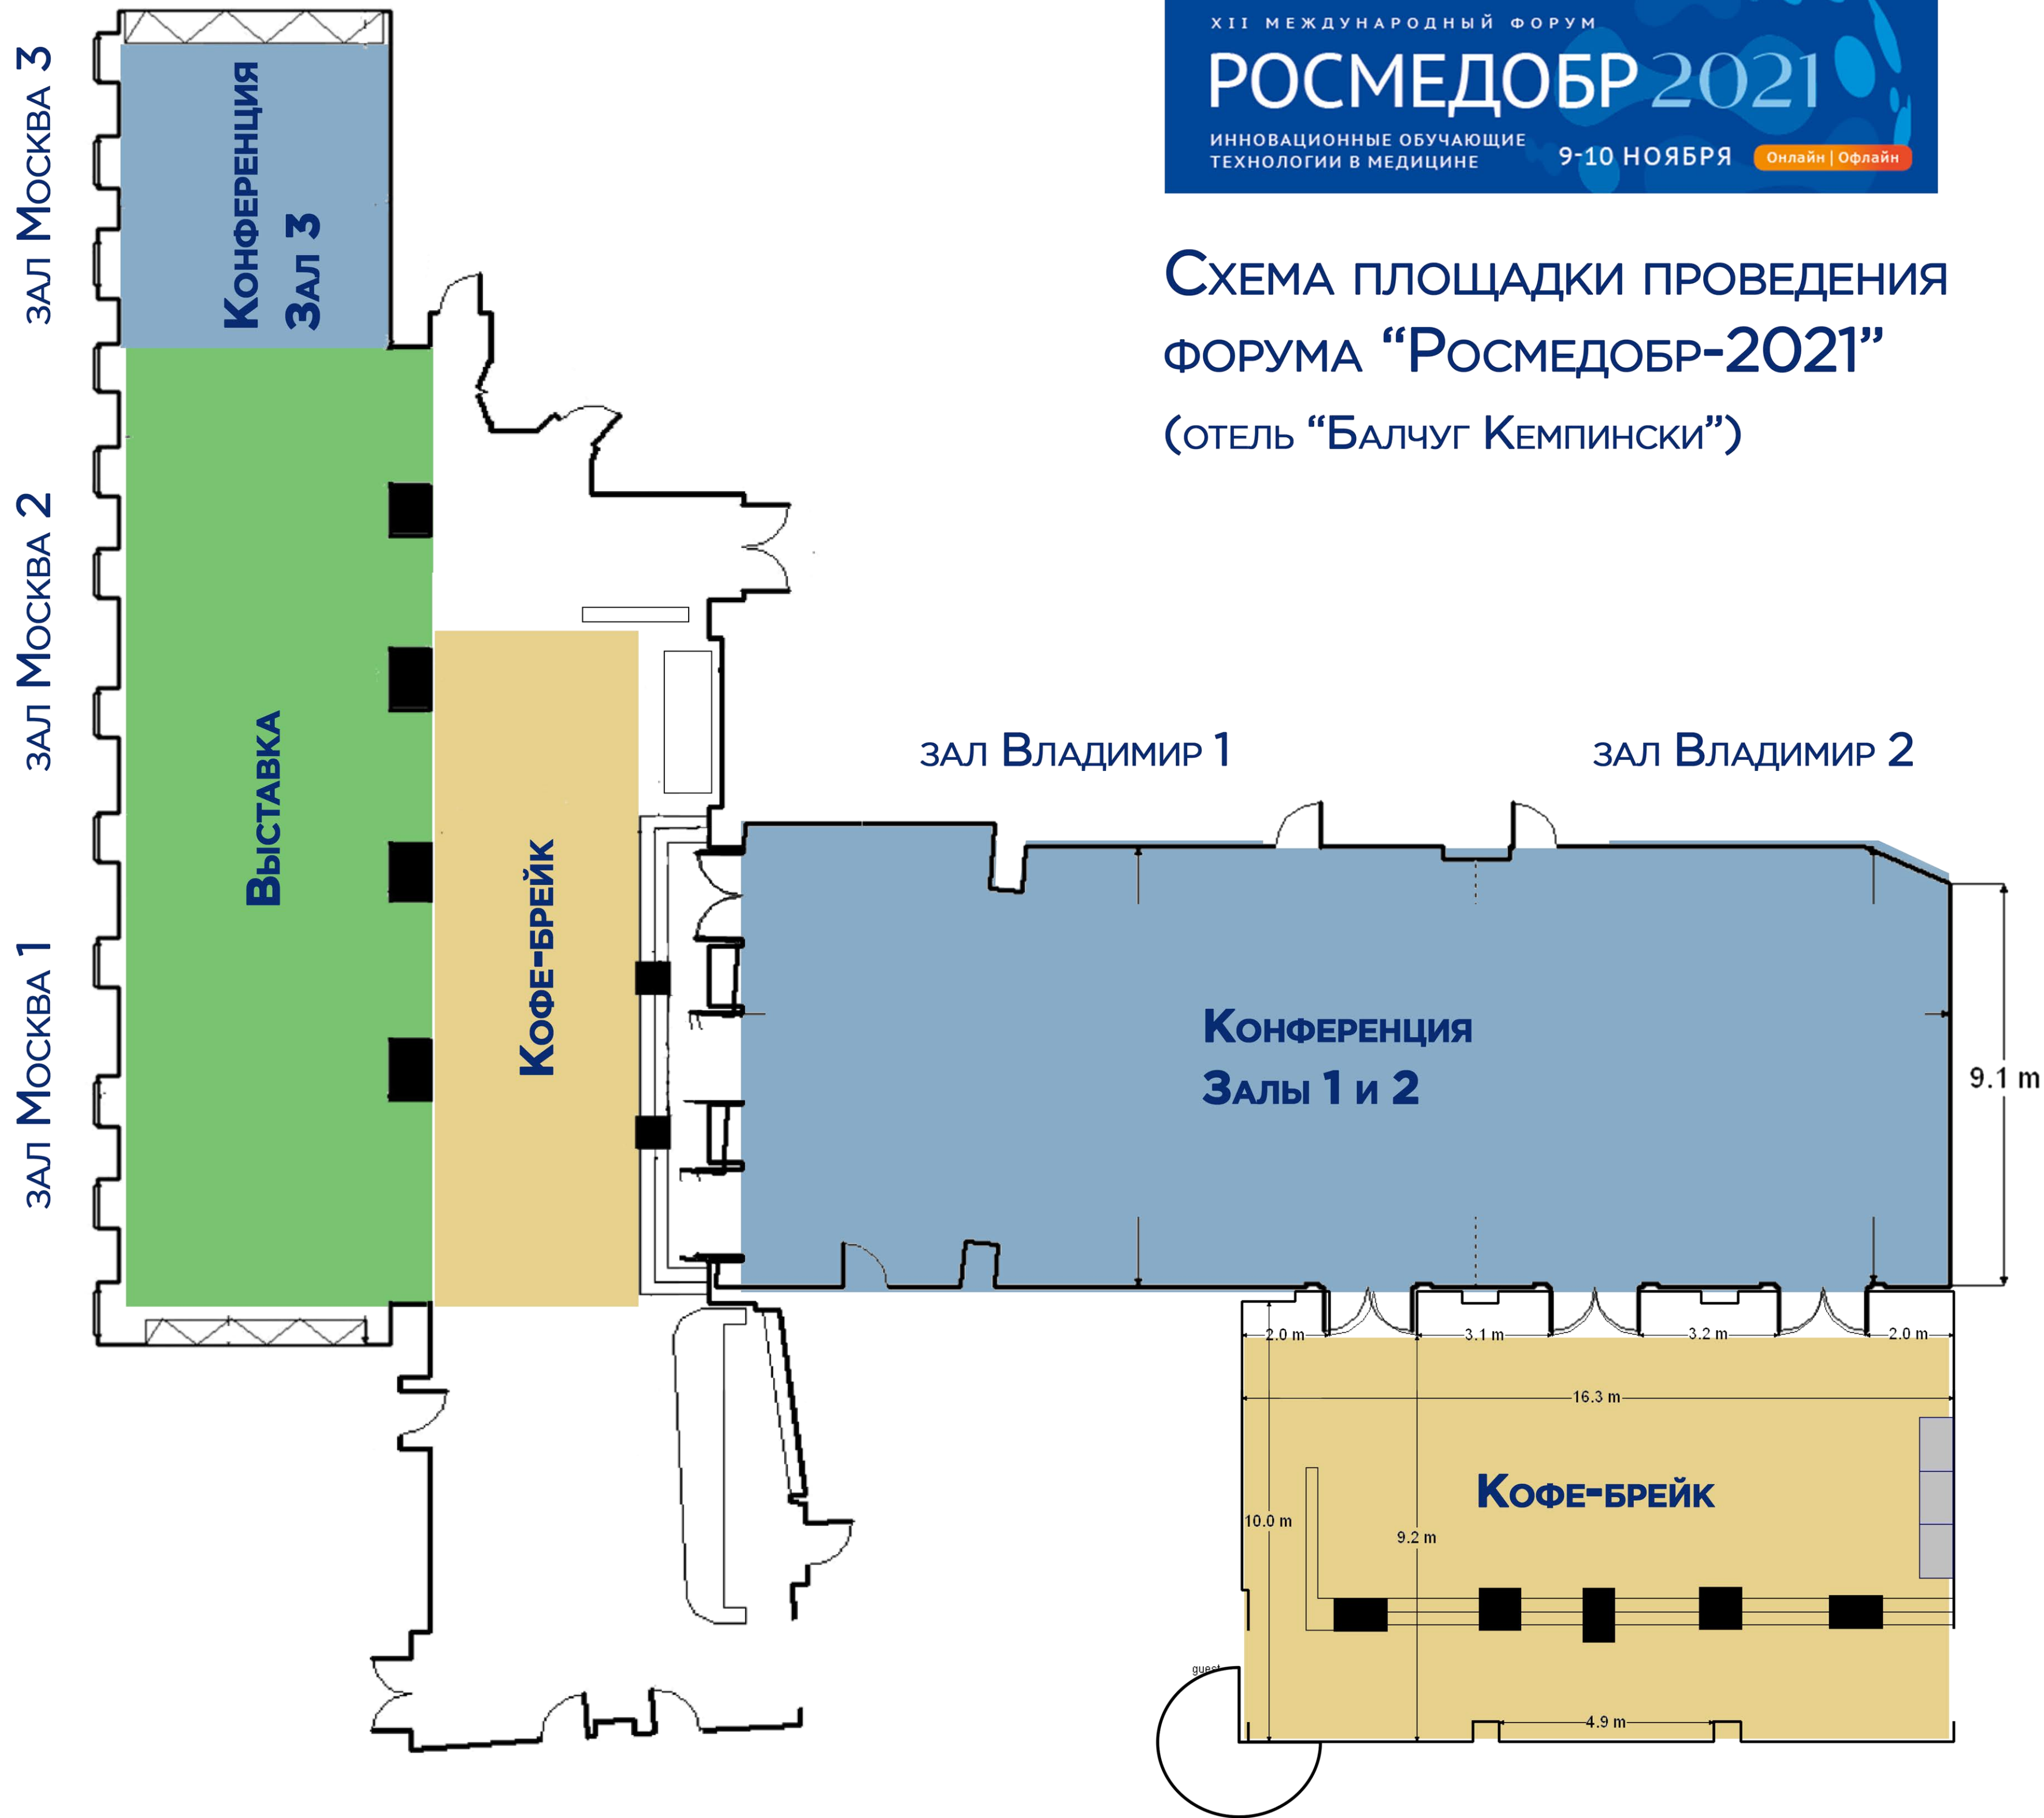 XII МЕЖДУНАРОДНЫЙ ФОРУМ
РОСМЕДОБР 2021
ИННОВАЦИОННЫЕ ОБУЧАЮЩИЕ
ТЕХНОЛОГИИ В МЕДИЦИНЕ
9-10 НОЯБРЯ
Онлайн | Офлайн
Схема площадки проведения
форума “Росмедобр-2021”
(отель “Балчуг Кемпински”)
зал Москва 3
Конференция
Зал 3
зал Москва 2
Выставка
зал Москва 1
Кофе-брейк
зал Владимир 1
зал Владимир 2
Конференция
Залы 1 и 2
9.1 m
2.0 m
3.1 m
3.2 m
2.0 m
16.3 m
Кофе-брейк
10.0 m
9.2 m
guest
4.9 m